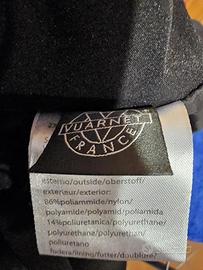 VUARNET
FRANCE
esterno/outside/oberstoff/
exterieur/exterior:
86%poliammide/nylon/
polyamide/polyamid/poliamida
14%poliuretanica/polyurethane/
polyurethane/polyurethan/
poliuretano
fodera/lining/futter/doublure/